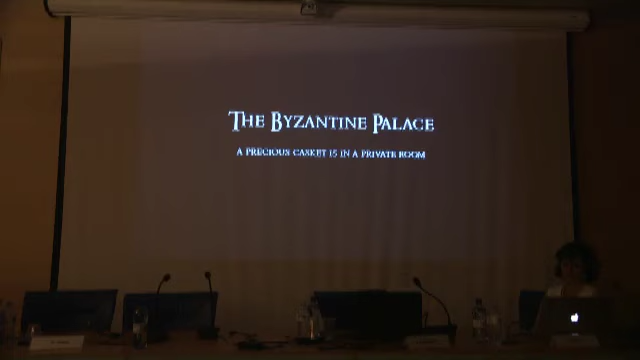 THE BYZANTINE PALACE
A PRECIOUS CASKET IS IN A PRIVATE ROOM